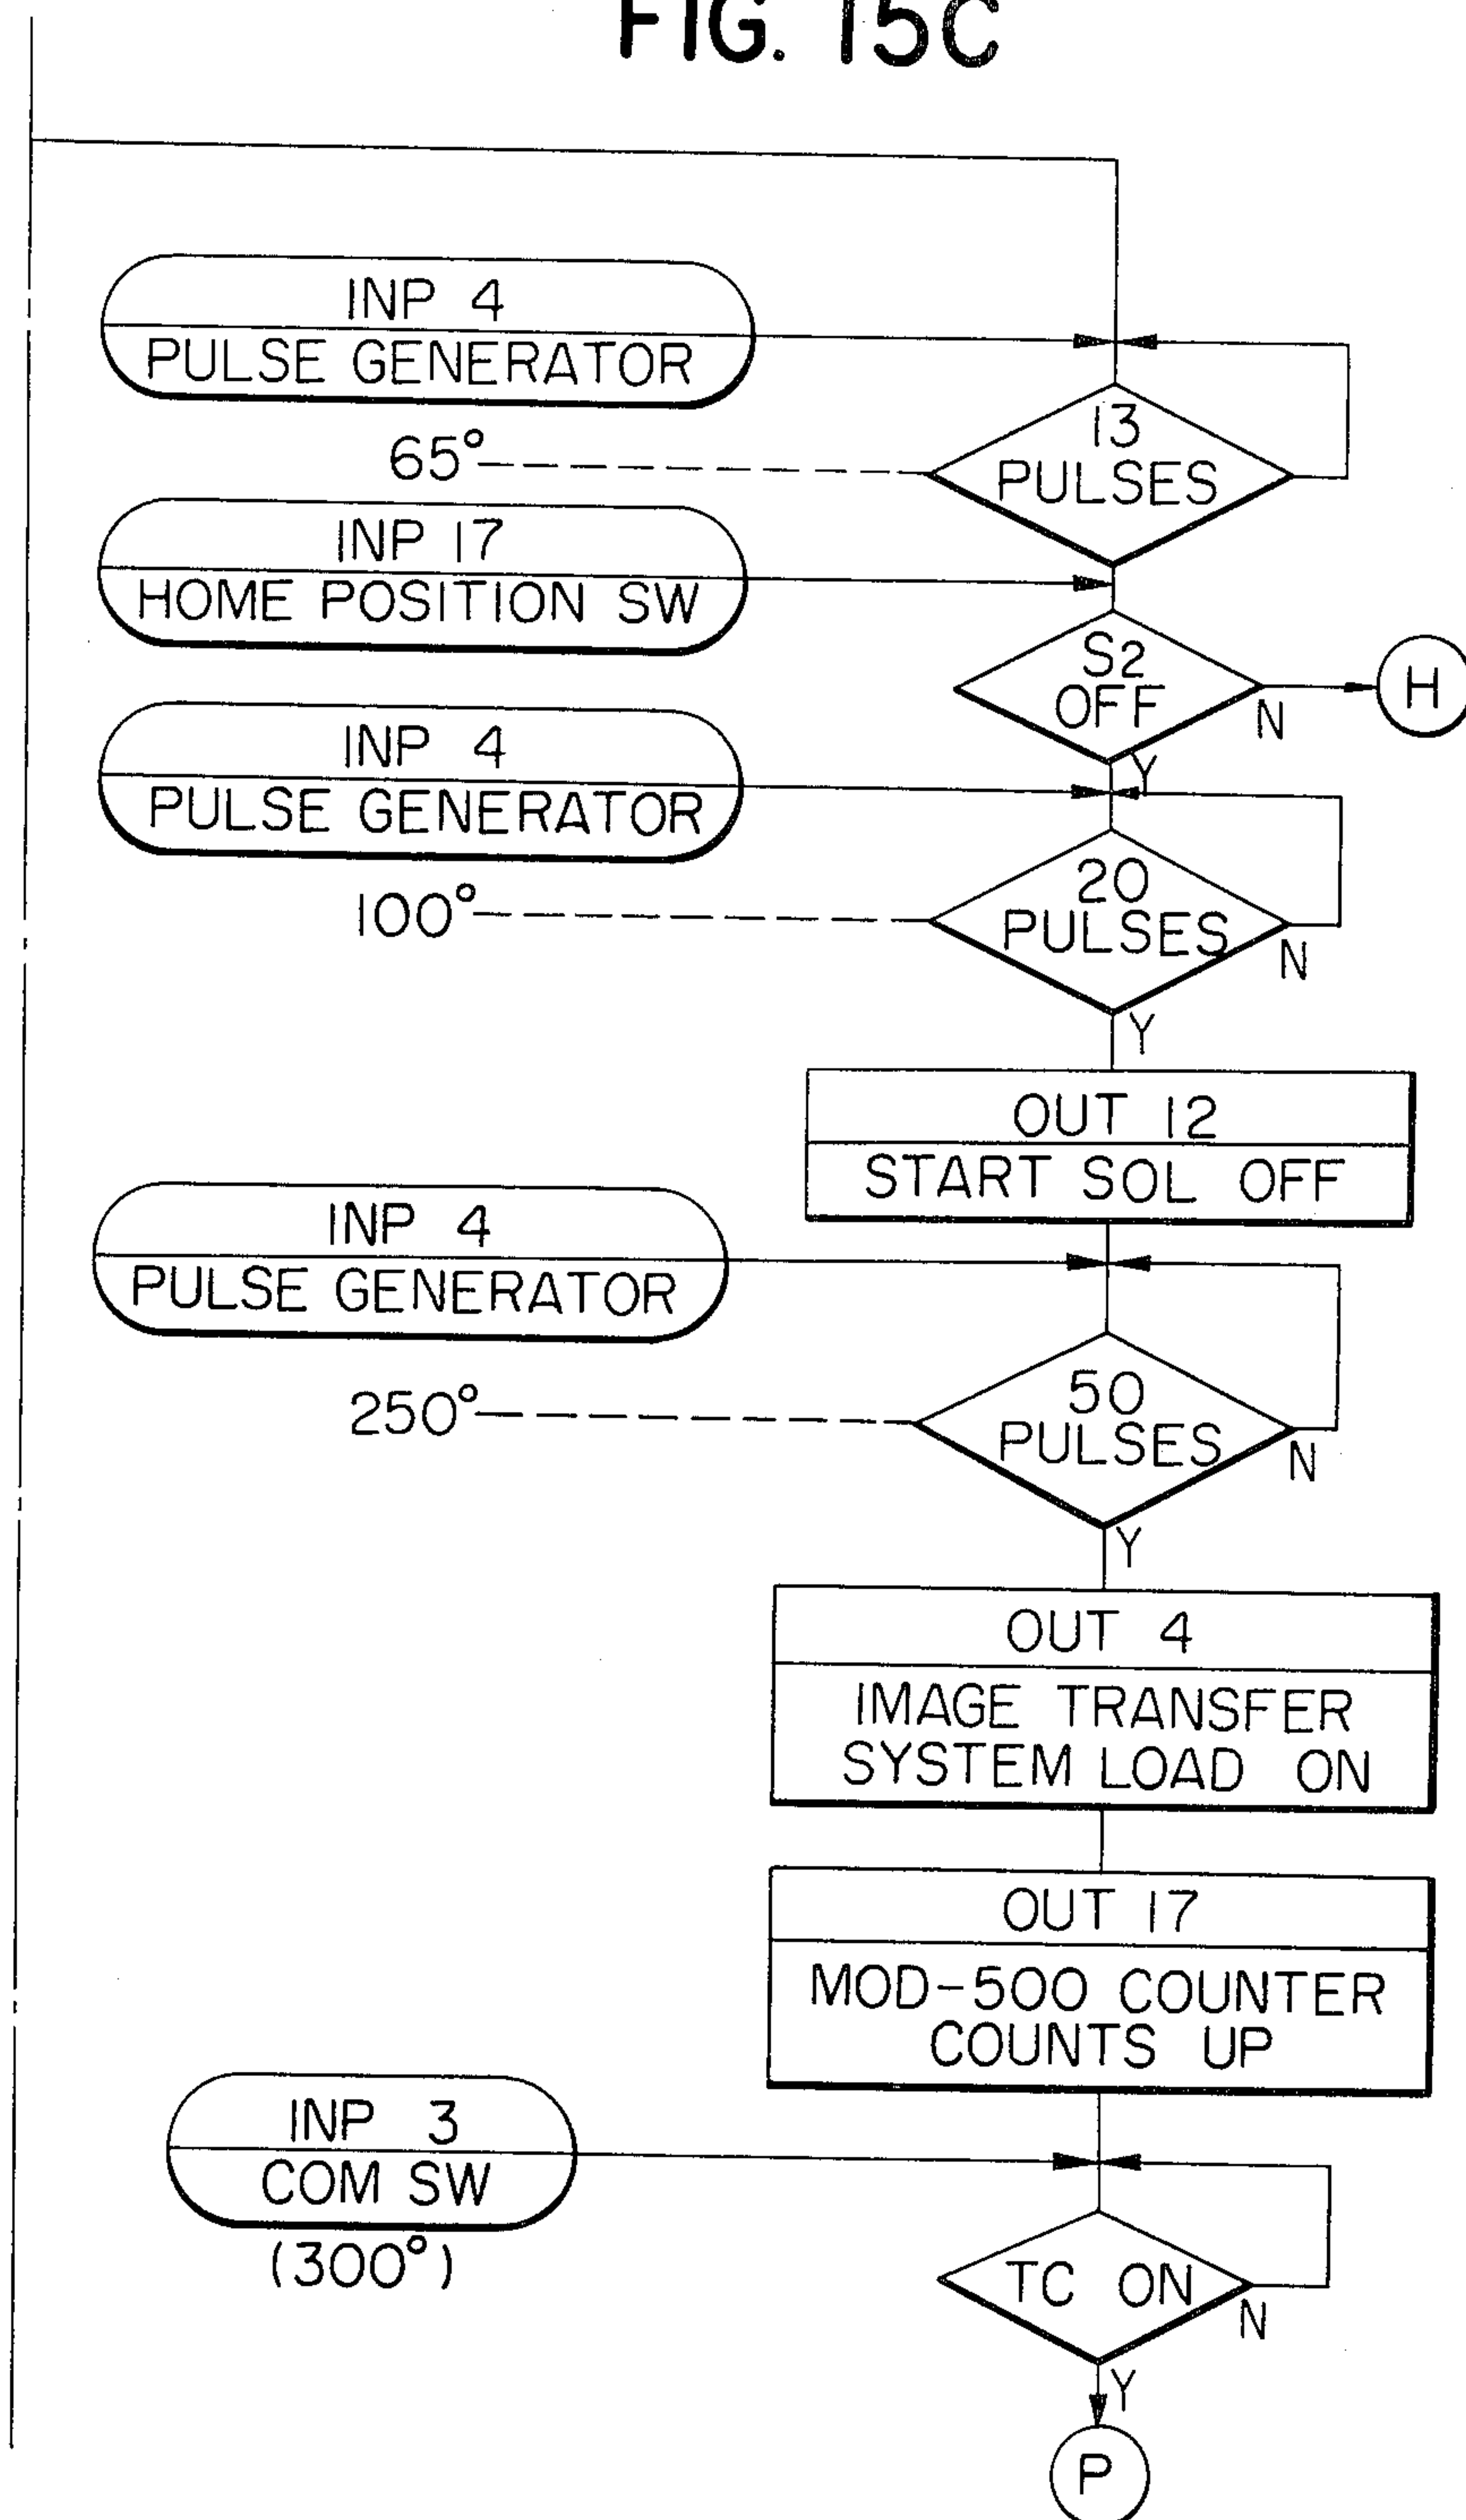 FIG. 15C
INP 4
PULSE GENERATOR
13
PULSES
65°
INP 17
HOME POSITION SW
S2
OFF
N
H
Y
INP 4
PULSE GENERATOR
20
PULSES
100°
N
Y
OUT 12
START SOL OFF
INP 4
PULSE GENERATOR
50
PULSES
250°
N
Y
OUT 4
IMAGE TRANSFER
SYSTEM LOAD ON
OUT 17
MOD-500 COUNTER
COUNTS UP
INP 3
COM SW
(300°)
TC ON
N
Y
P